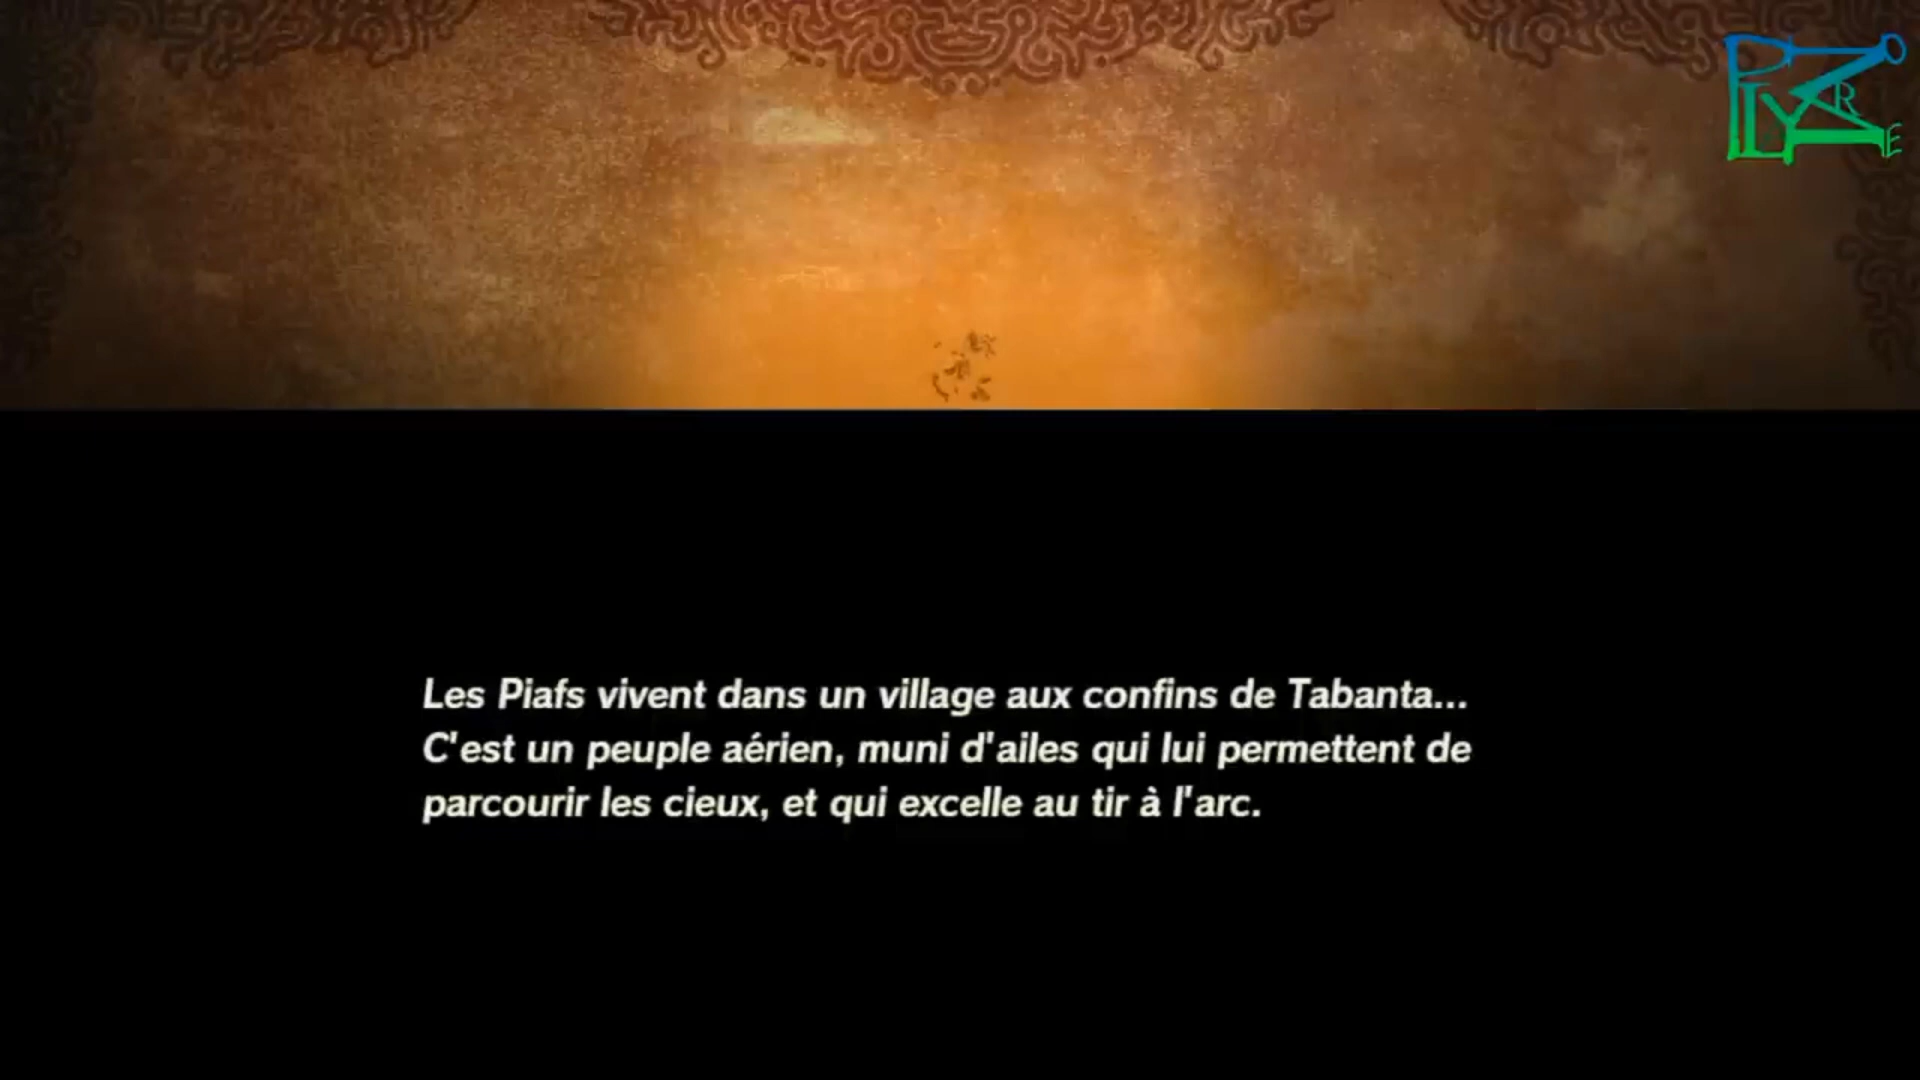 Les Piafs vivent dans un village aux confins de Tabanta...
C'est un peuple aérien, muni d'ailes qui lui permettent de
parcourir les cieux, et qui excelle au tir à l'arc.